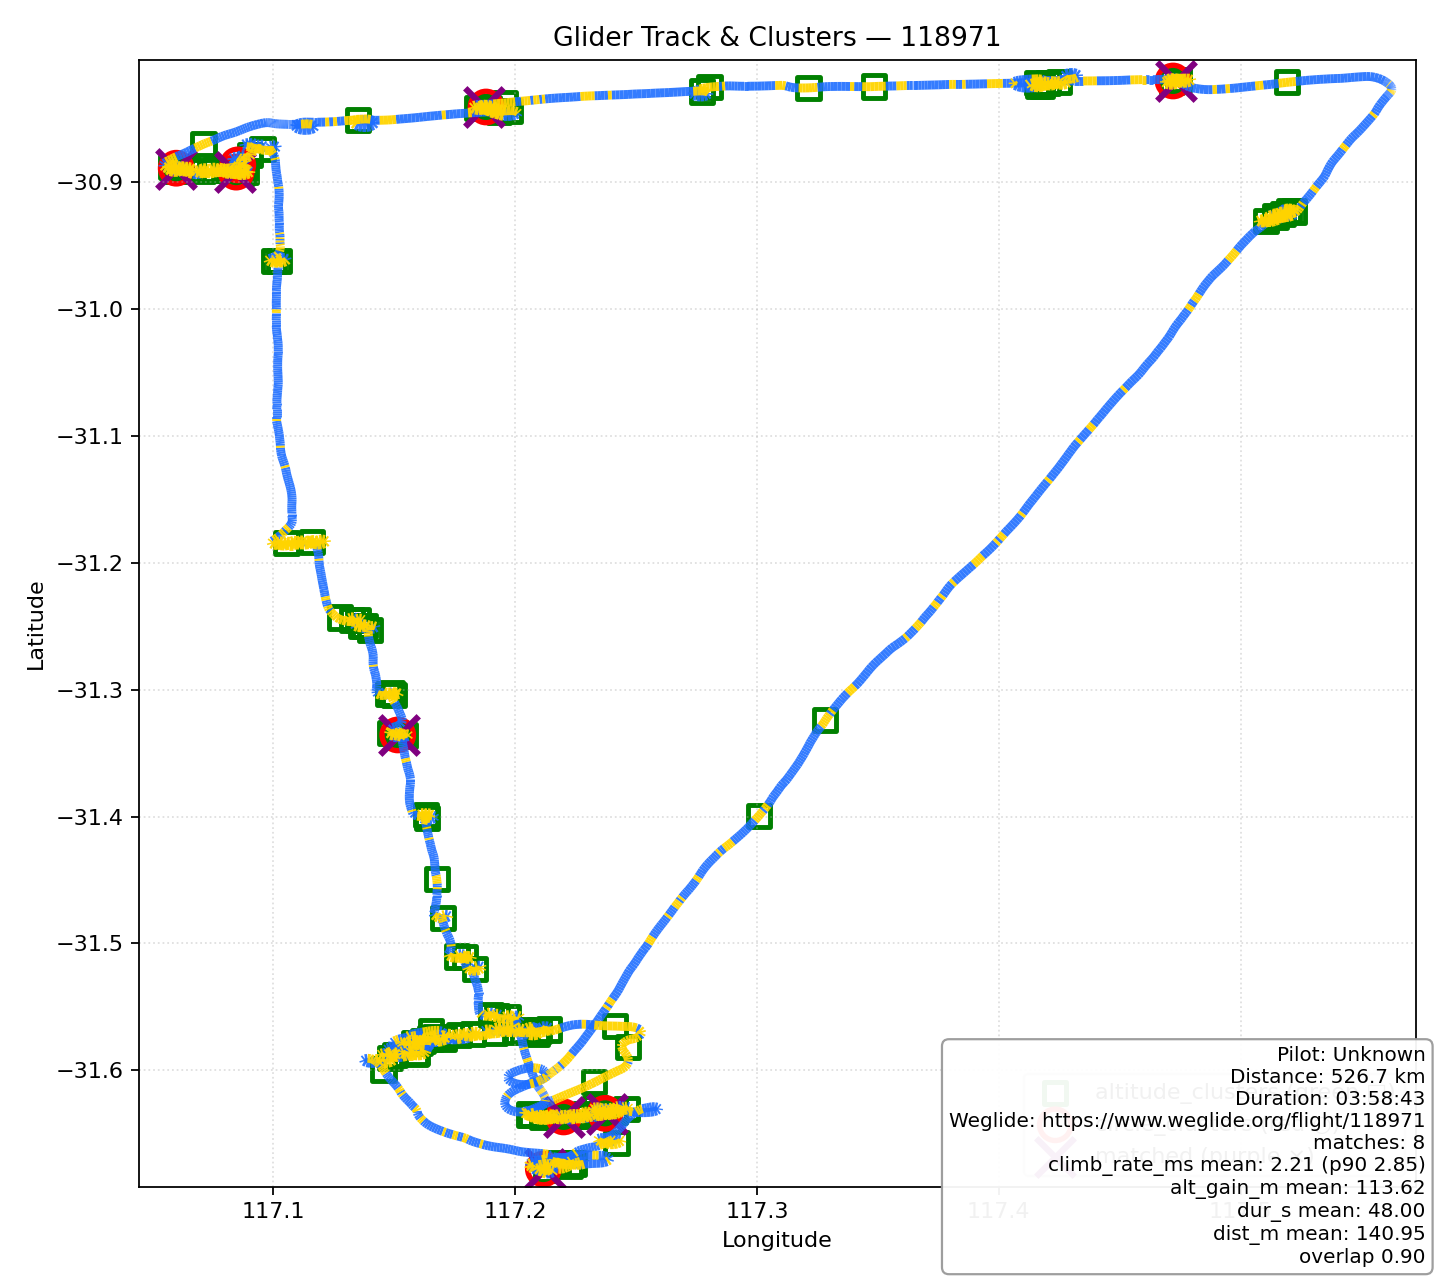 Glider Track & Clusters — 118971
−30.9
−31.0
−31.1
−31.2
−31.3
−31.4
−31.5
−31.6
Latitude
117.1
117.2
117.3
117.4
Longitude
Pilot: Unknown
Distance: 526.7 km
Duration: 03:58:43
Weglide: https://www.weglide.org/flight/118971
matches: 8
climb_rate_ms mean: 2.21 (p90 2.85)
alt_gain_m mean: 113.62
dur_s mean: 48.00
dist_m mean: 140.95
overlap 0.90